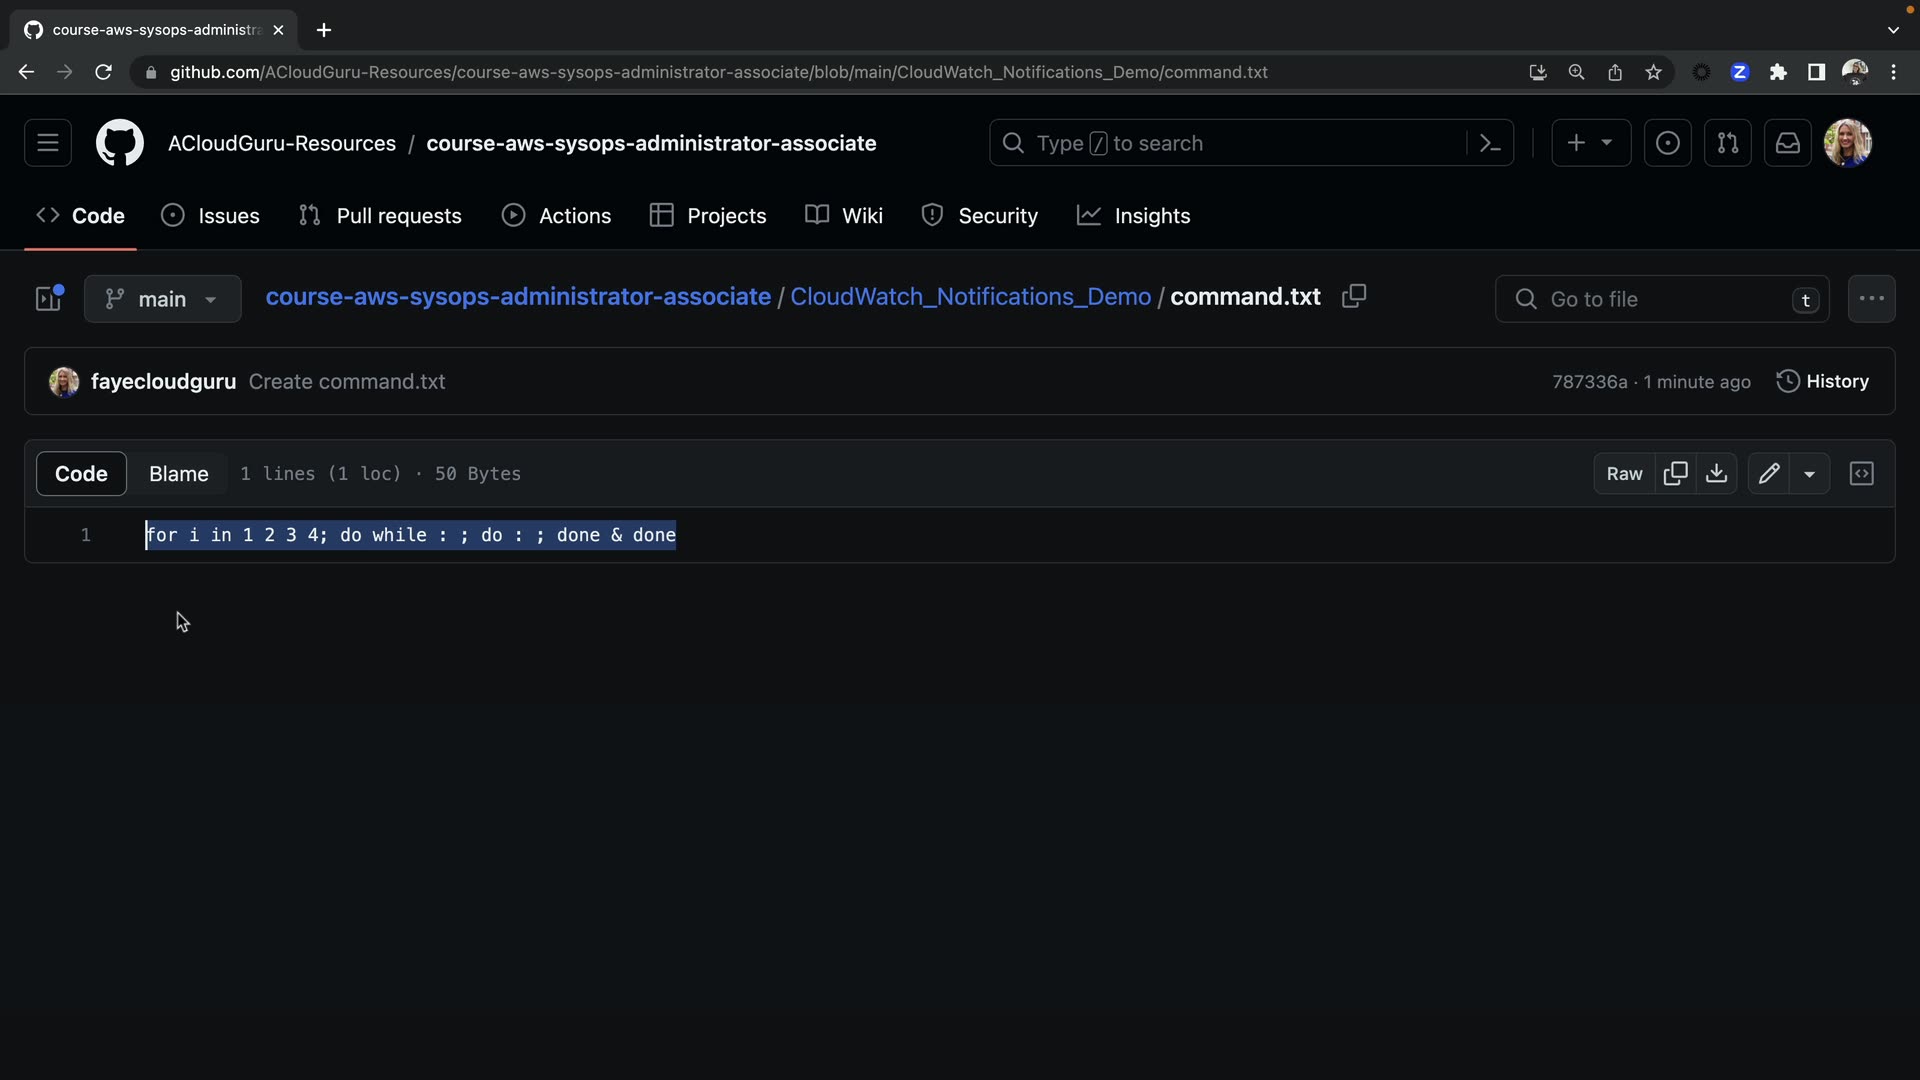 course-aws-sysops-administra
github.com/ACloudGuru-Resources/course-aws-sysops-administrator-associate/blob/main/CloudWatch_Notifications_Demo/command.txt
Z
ACloudGuru-Resources / course-aws-sysops-administrator-associate
Type / to search
Code
Issues
Pull requests
Actions
Projects
Wiki
Security
Insights
main
course-aws-sysops-administrator-associate / CloudWatch_Notifications_Demo / command.txt
Go to file
t
fayecloudguru Create command.txt
787336a · 1 minute ago
History
Code
Blame
1 lines (1 loc) · 50 Bytes
Raw
1 for i in 1 2 3 4; do while : ; do : ; done & done